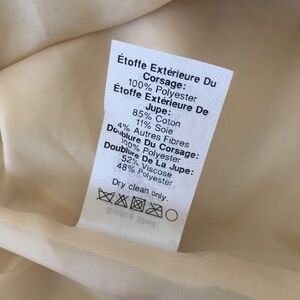 Étoffe Extérieure Du
Corsage:
100% Polyester
Étoffe Extérieure De
Jupe:
85% Coton
11% Soie
4% Autres Fibres
Doublure Du Corsage:
100% Polyester
Doublure De La Jupe:
52% Viscose
48% Polyester
Dry clean only.